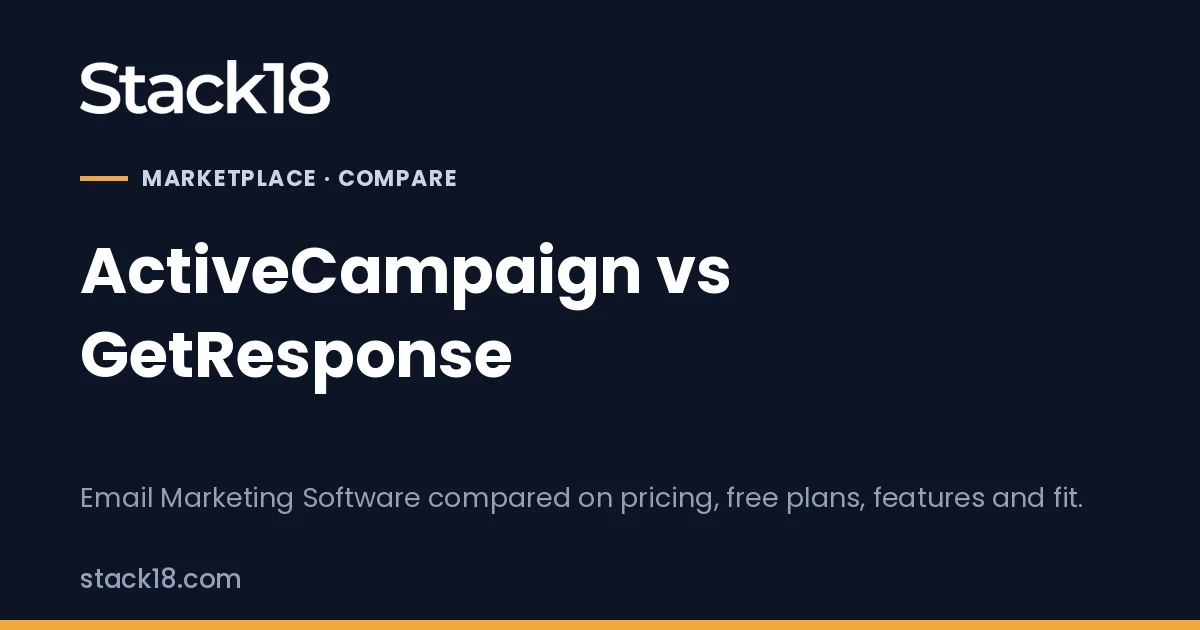 Stack18
MARKETPLACE · COMPARE
ActiveCampaign vs
GetResponse
Email Marketing Software compared on pricing, free plans, features and fit.
stack18.com